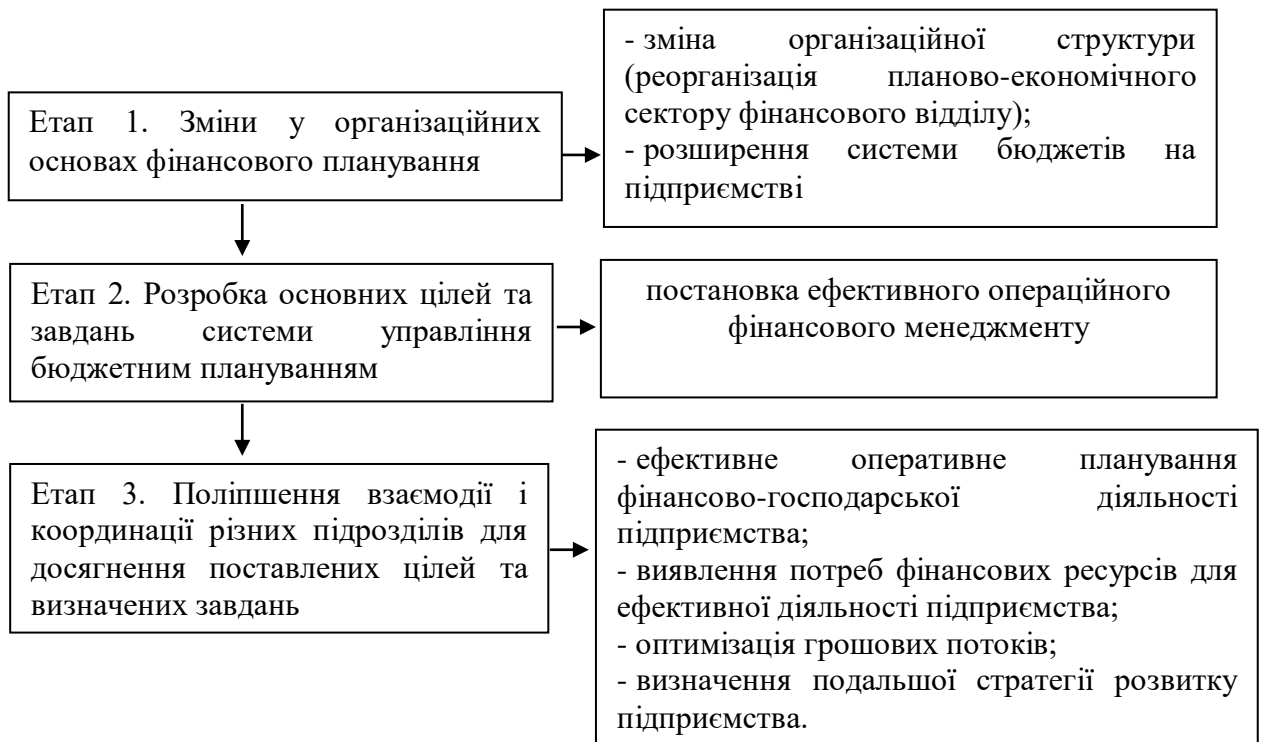 Етап 1. Зміни у організаційних
основах фінансового планування
- зміна організаційної структури
(реорганізація планово-економічного
сектору фінансового відділу);
- розширення системи бюджетів на
підприємстві
Етап 2. Розробка основних цілей та
завдань системи управління
бюджетним плануванням
постановка ефективного операційного
фінансового менеджменту
Етап 3. Поліпшення взаємодії і
координації різних підрозділів для
досягнення поставлених цілей та
визначених завдань
- ефективне оперативне планування
фінансово-господарської діяльності
підприємства;
- виявлення потреб фінансових ресурсів для
ефективної діяльності підприємства;
- оптимізація грошових потоків;
- визначення подальшої стратегії розвитку
підприємства.